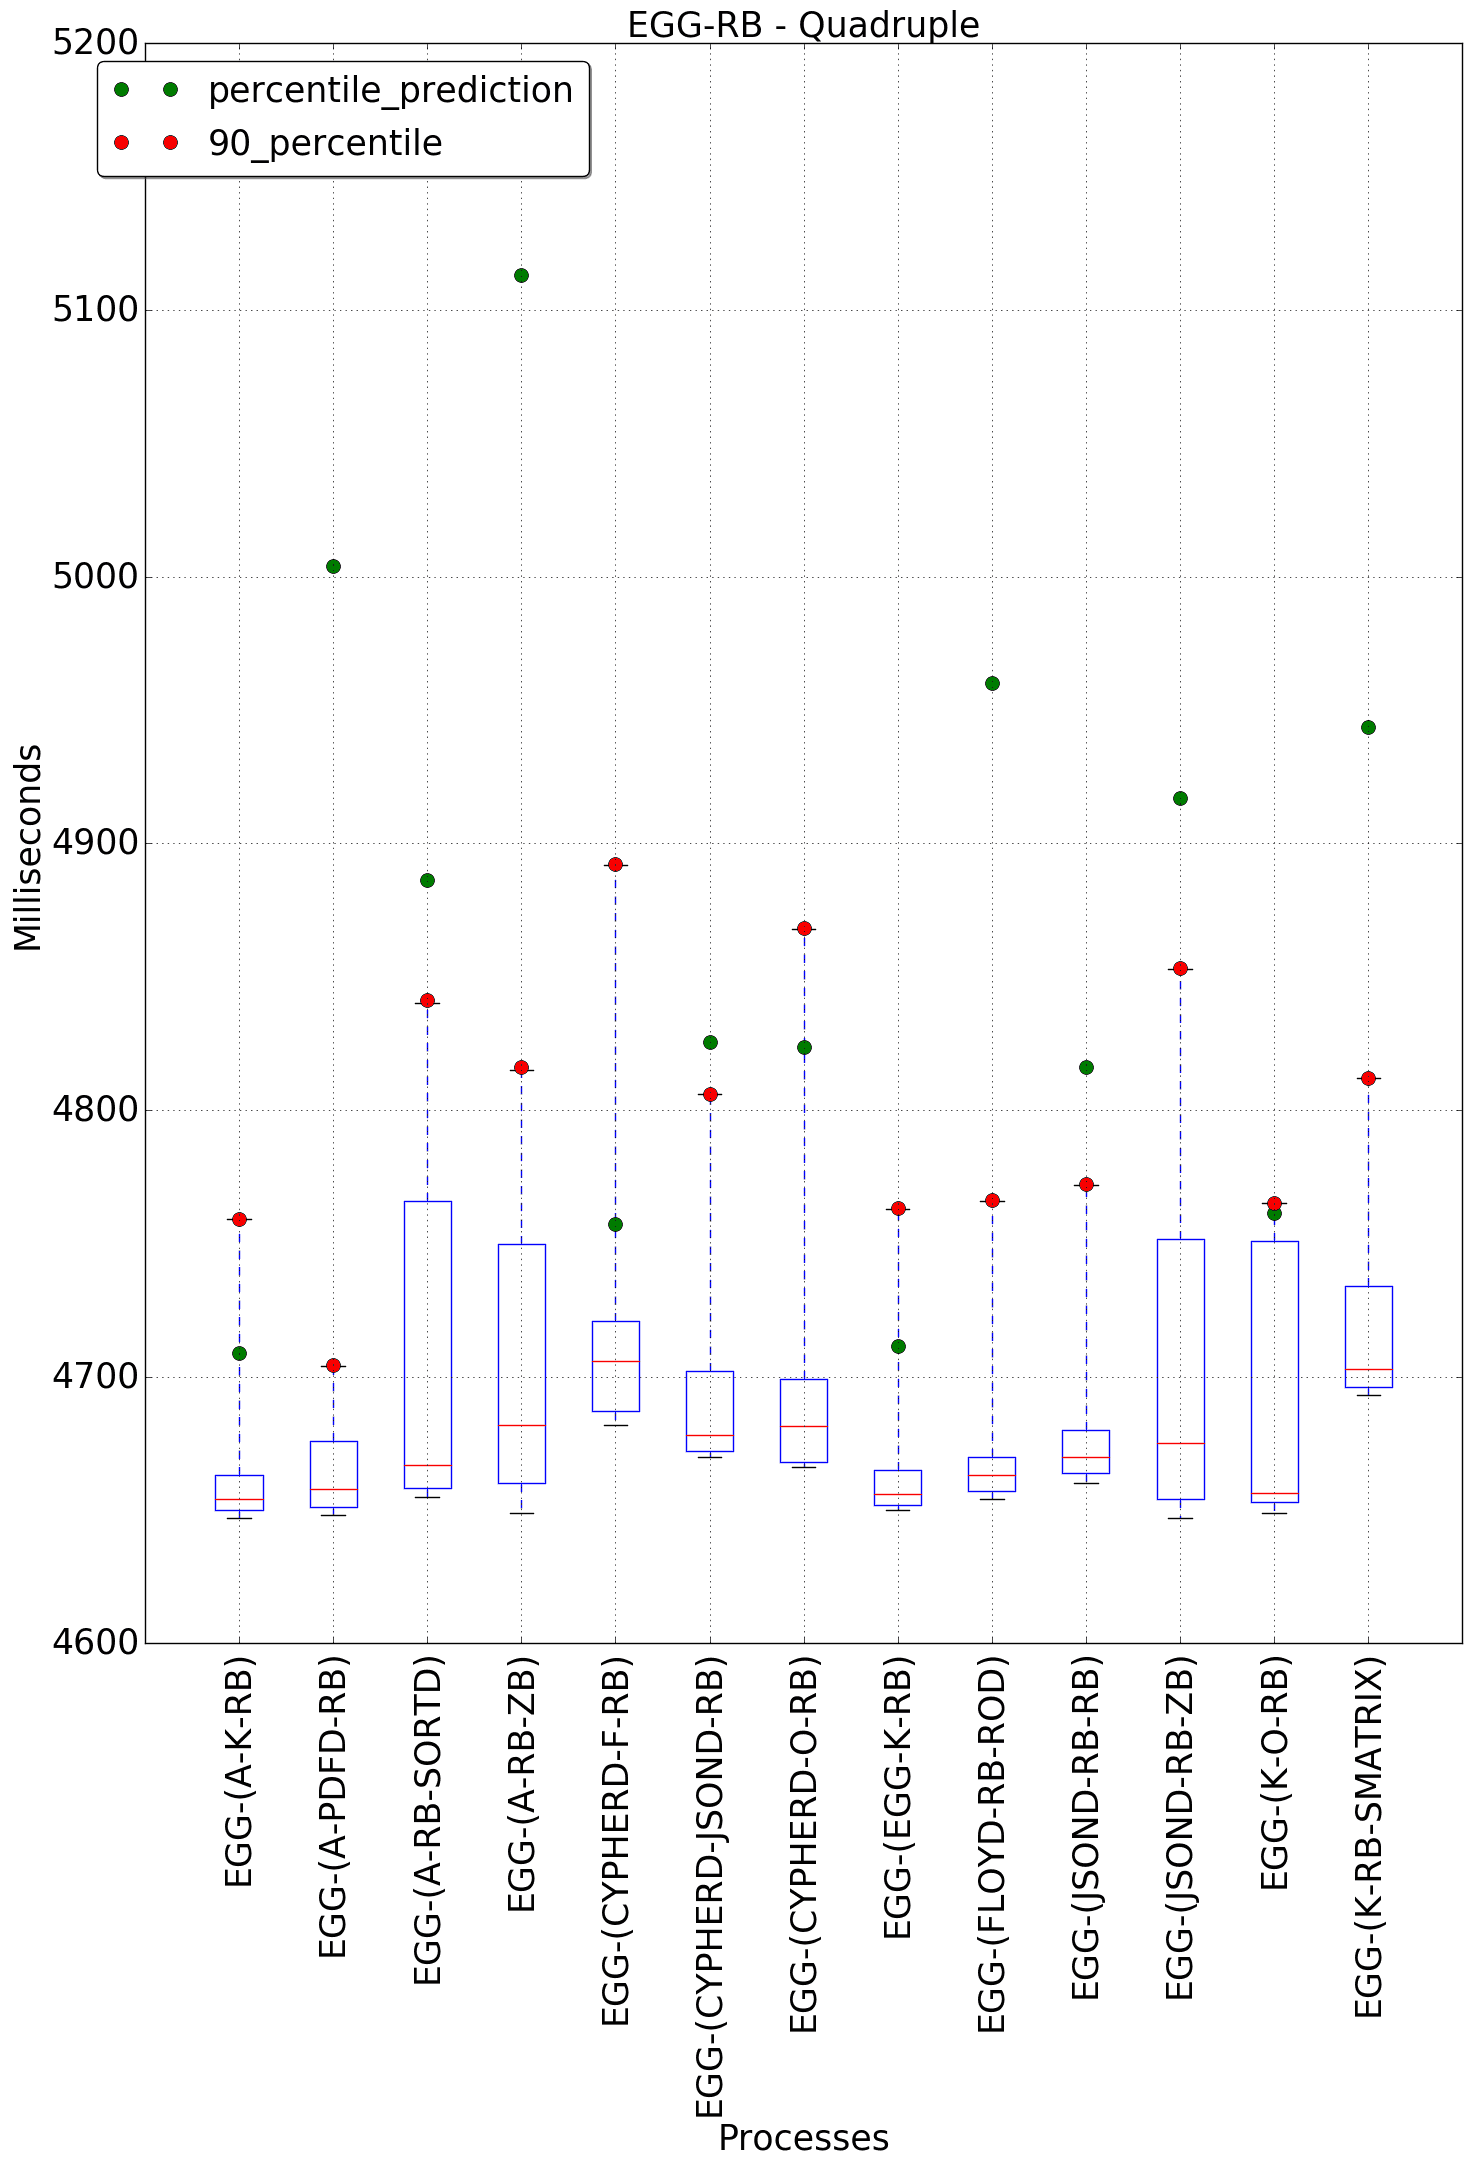 EGG-RB - Quadruple
percentile_prediction
90_percentile
5200
5100
5000
4900
4800
4700
4600
Milliseconds
EGG-(A-K-RB)
EGG-(A-PDFD-RB)
EGG-(A-RB-SORTD)
EGG-(A-RB-ZB)
EGG-(CYPHERD-F-RB)
EGG-(CYPHERD-JSOND-RB)
EGG-(CYPHERD-O-RB)
EGG-(EGG-K-RB)
EGG-(FLOYD-RB-ROD)
EGG-(JSOND-RB-RB)
EGG-(JSOND-RB-ZB)
EGG-(K-O-RB)
EGG-(K-RB-SMATRIX)
Processes